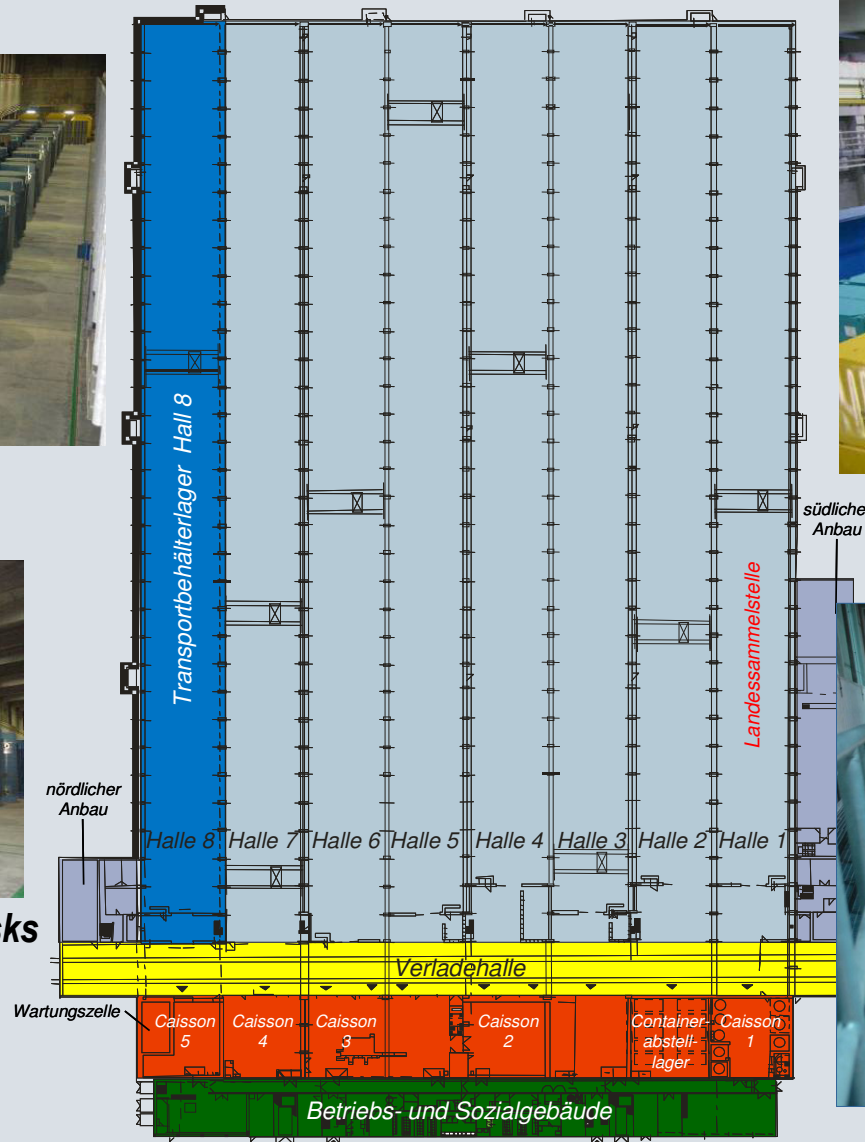 Transportbehälterlager Hall 8
Landessammelstelle
südliche
Anbau
nördlicher
Anbau
Halle 8
Halle 7
Halle 6
Halle 5
Halle 4
Halle 3
Halle 2
Halle 1
Verladehalle
Wartungszelle
Caisson
5
Caisson
4
Caisson
3
Caisson
2
Container-
abstell-
lager
Caisson
1
Betriebs- und Sozialgebäude